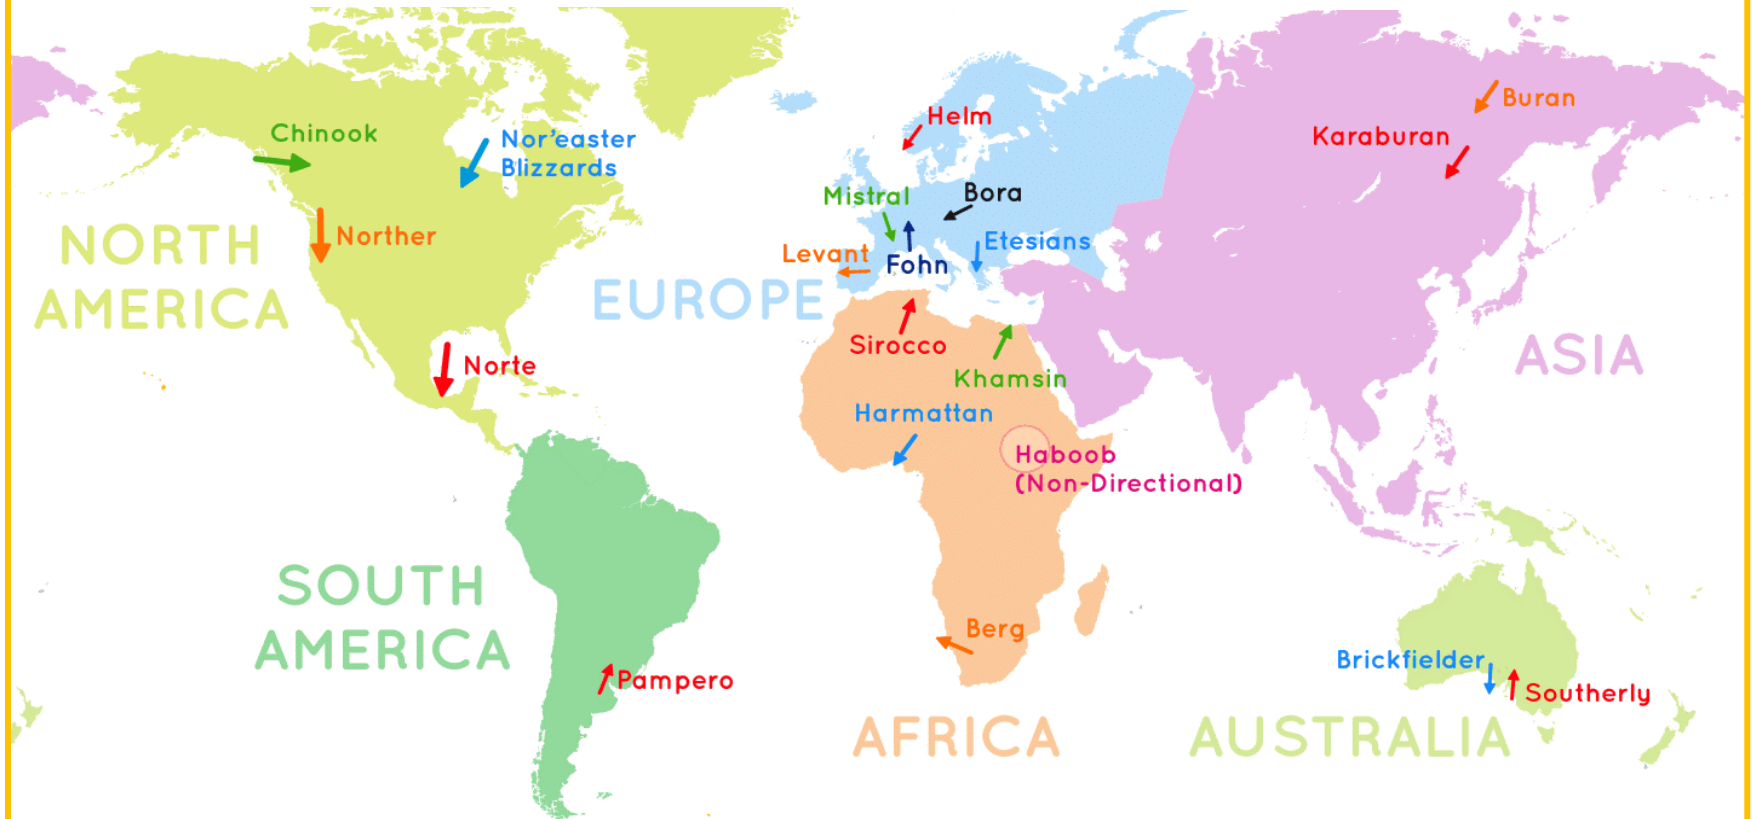 Chinook
Nor'easter
Blizzards
NORTH
AMERICA
Norther
Norte
SOUTH
AMERICA
Pampero
Helm
Mistral
Bora
Levant
Fohn
Etesians
EUROPE
Sirocco
Khamsin
Harmattan
Haboob
(Non-Directional)
Berg
AFRICA
Buran
Karaburan
ASIA
Brickfielder
Southerly
AUSTRALIA